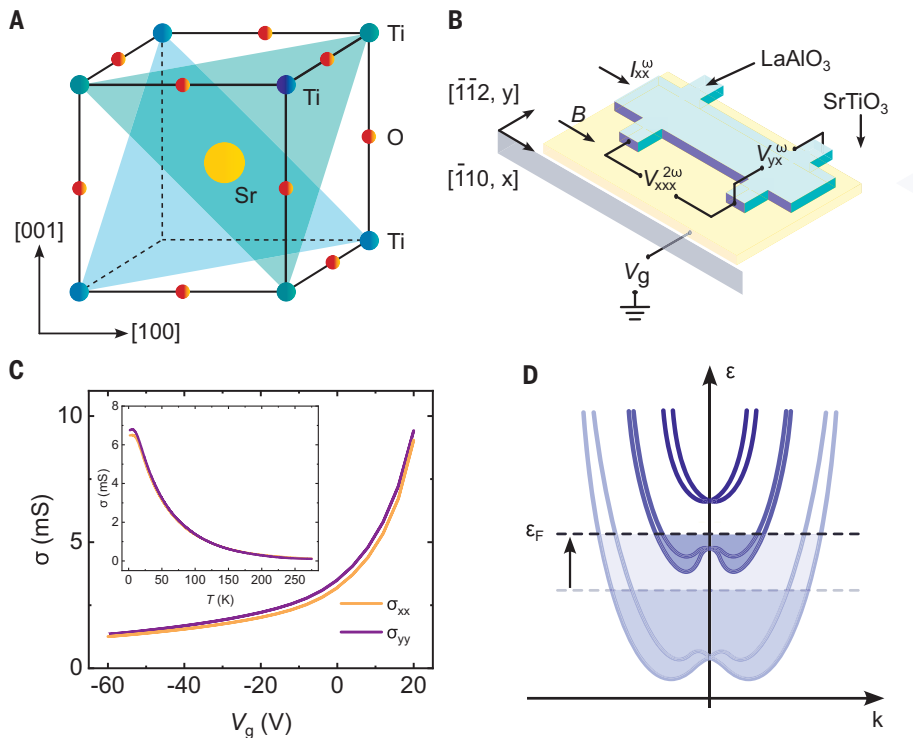 A
Ti
Ti
O
Sr
Ti
[001]
[100]
B
I_xx^ω
LaAlO₃
[1̄1̄2, y]
B
SrTiO₃
V_yx^ω
[1̄10, x]
V_xxx^2ω
V_g
C
10
5
0
σ (mS)
-60 -40 -20 0 20
V_g (V)
8
6
4
2
0
σ (mS)
0 50 100 150 200 250
T (K)
σ_xx
σ_yy
D
ε
ε_F
k